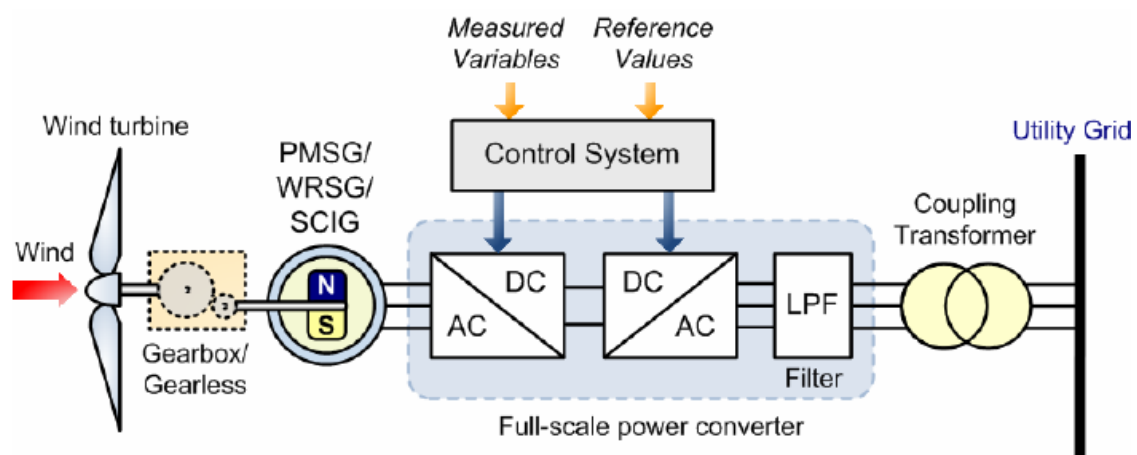 Measured
Variables
Reference
Values
Wind turbine
Control System
Utility Grid
PMSG/
WRSG/
SCIG
Coupling
Transformer
Wind
N
S
DC
AC
DC
AC
LPF
Gearbox/
Gearless
Filter
Full-scale power converter